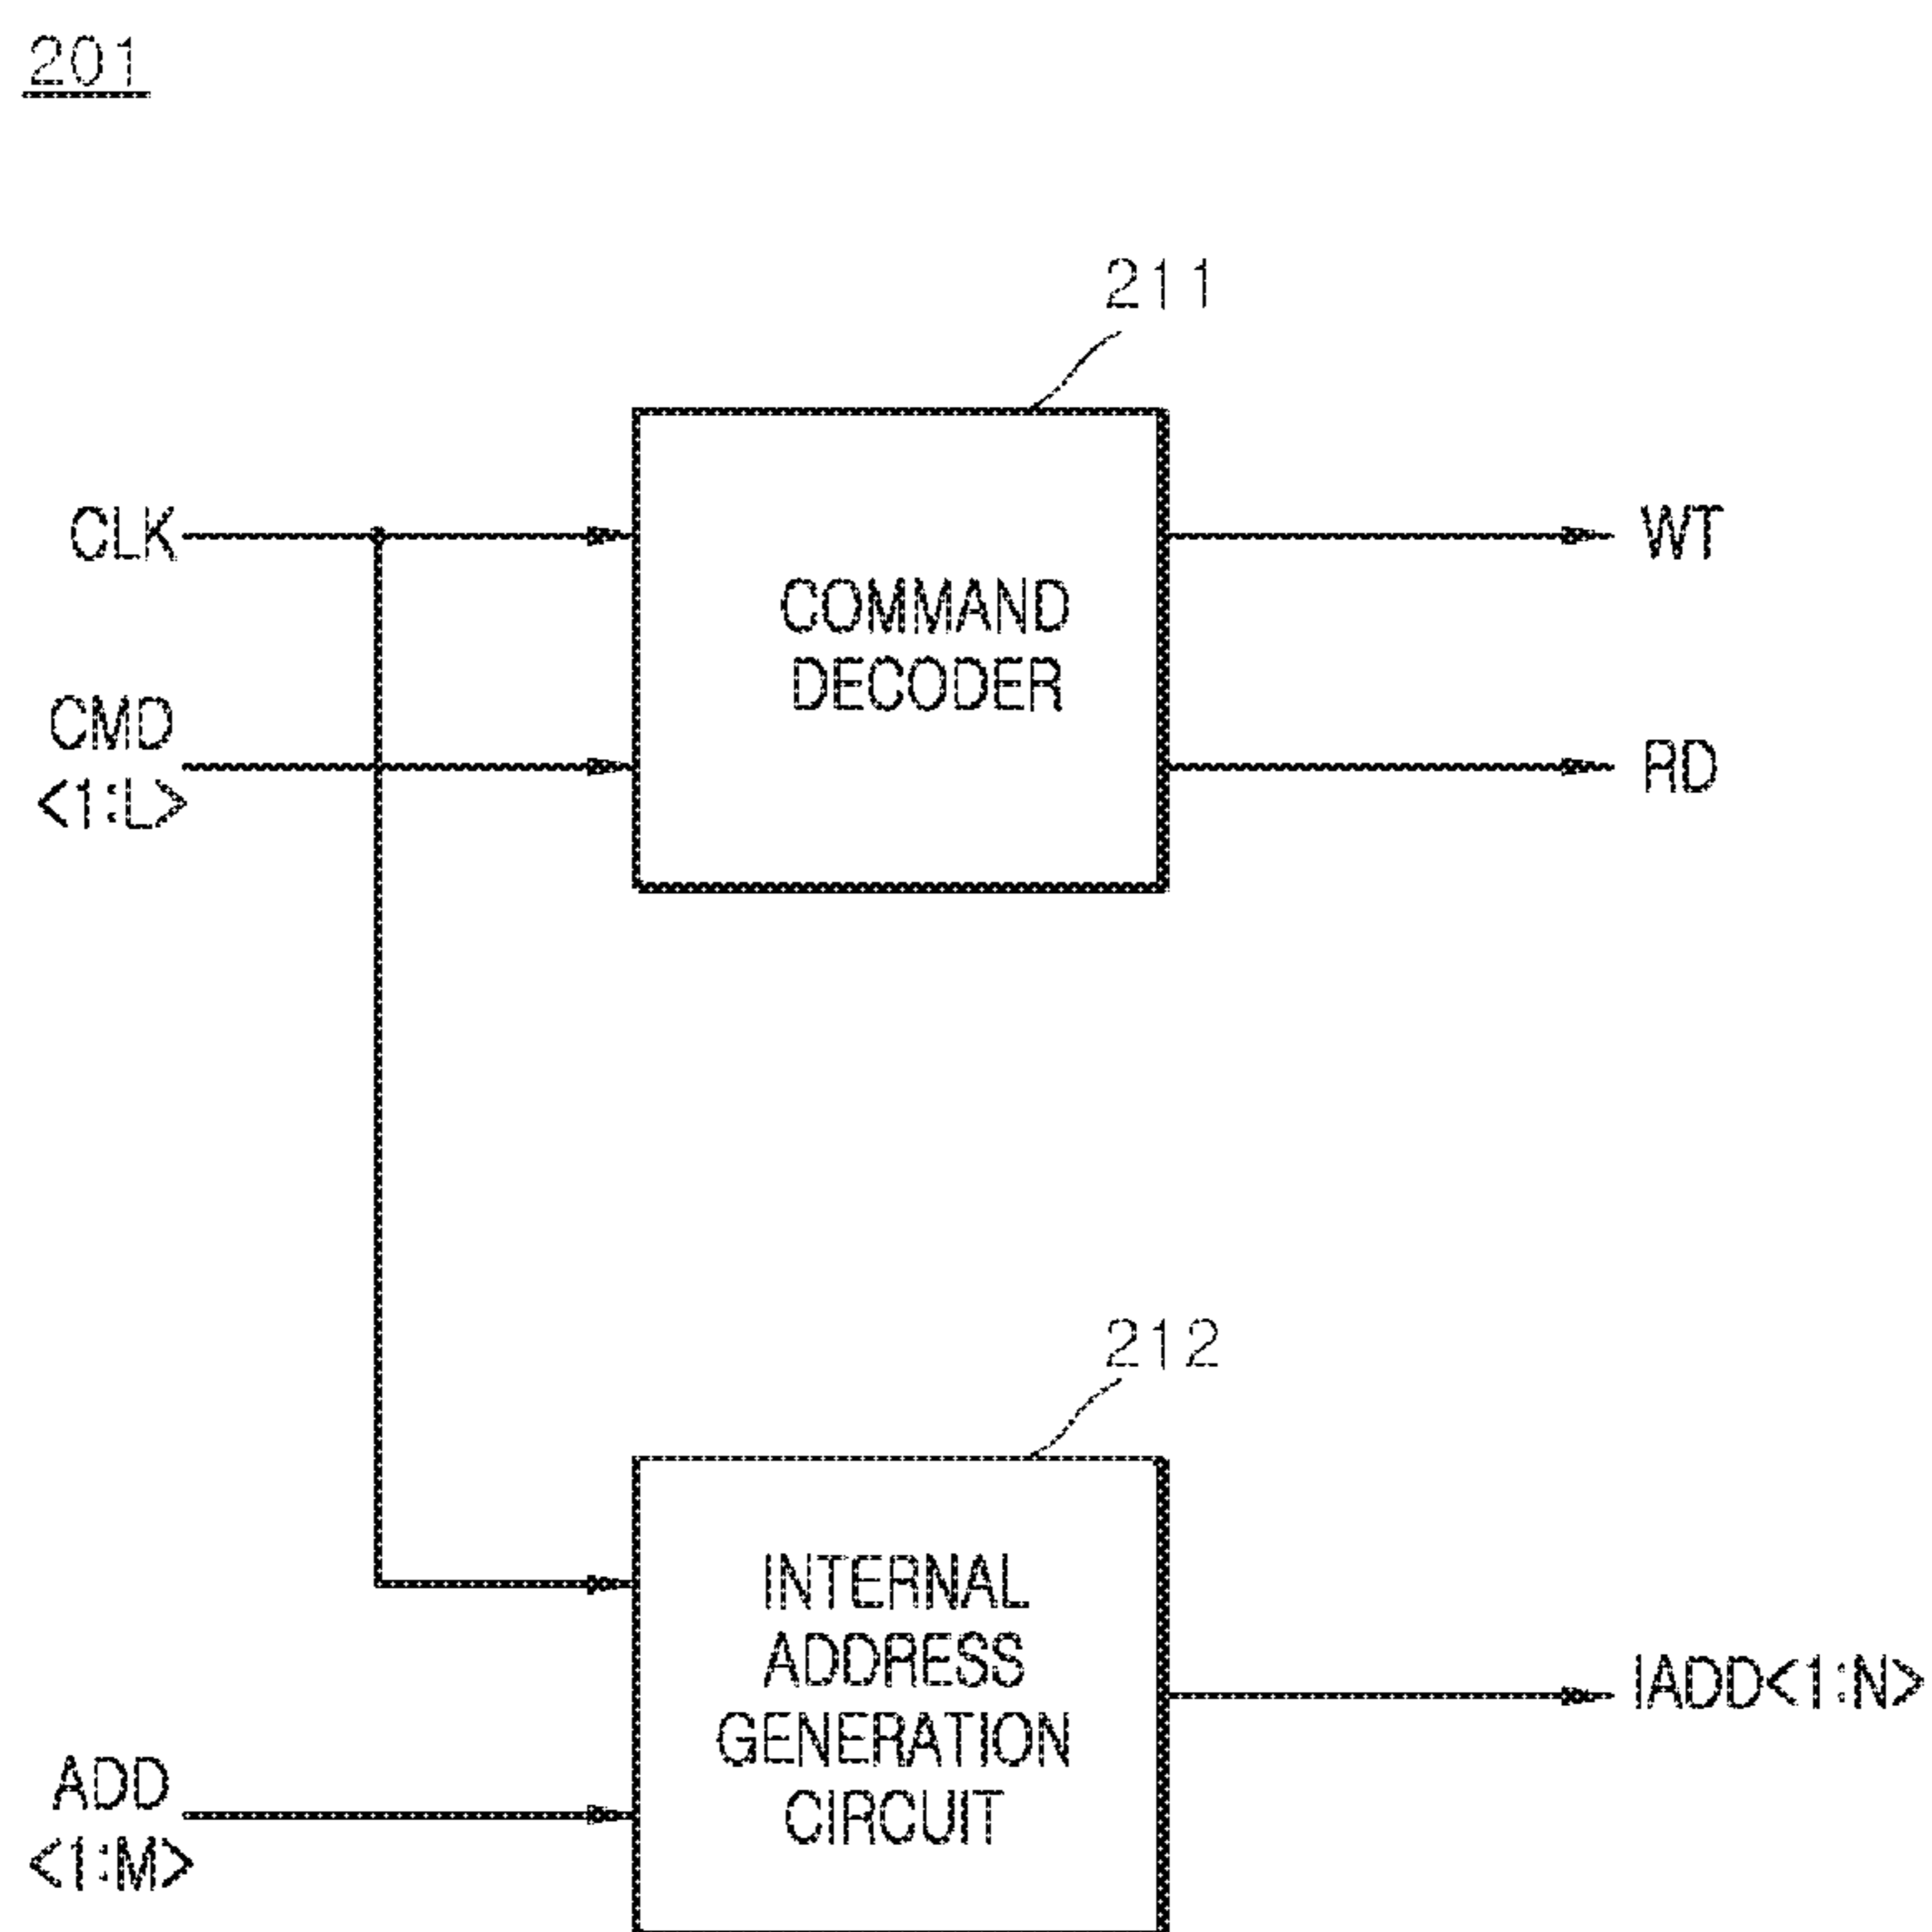 201
211
CLK
WT
COMMAND
DECODER
CMD
<1:L>
RD
212
INTERNAL
ADDRESS
GENERATION
CIRCUIT
IADD<1:N>
ADD
<1:M>